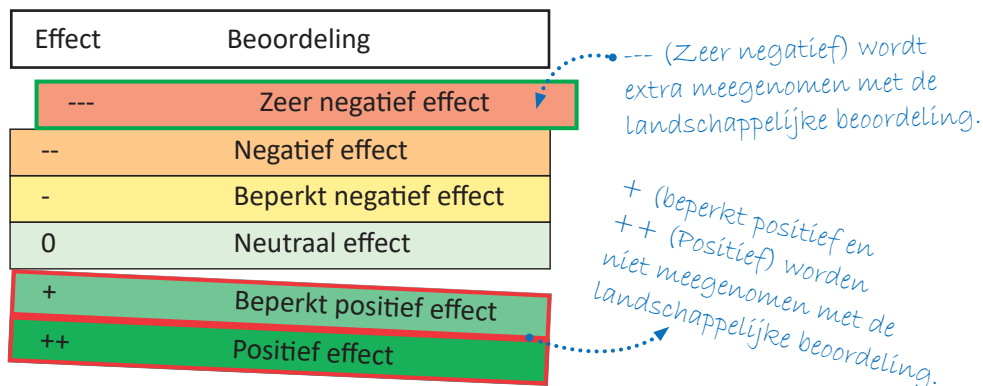 Effect Beoordeling
--- Zeer negatief effect
-- Negatief effect
- Beperkt negatief effect
0 Neutraal effect
+ Beperkt positief effect
++ Positief effect
--- (Zeer negatief) wordt
extra meegenomen met de
landschappelijke beoordeling.
+ (beperkt positief en
++ (Positief) worden
niet meegenomen met de
landschappelijke beoordeling.